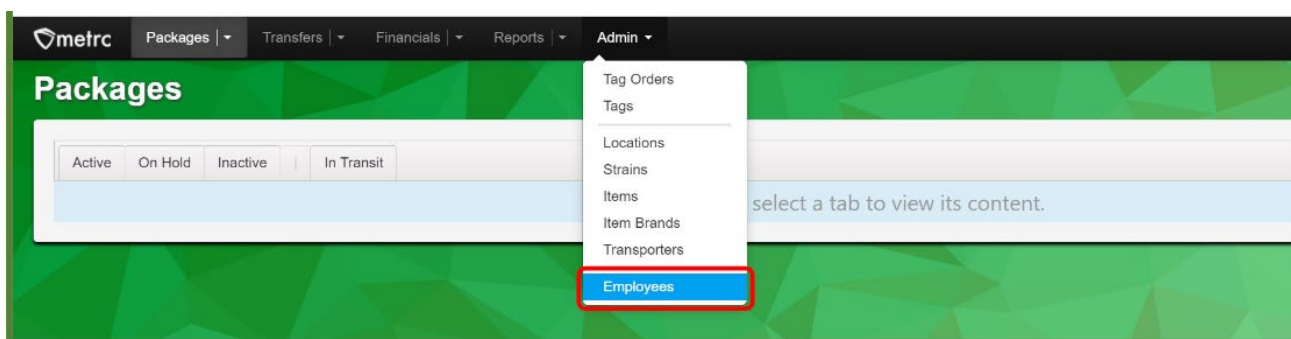 metrc Packages | Transfers | Financials | Reports | Admin
Packages
Tag Orders
Tags
Locations
Strains
Items
Item Brands
Transporters
Employees
Active On Hold Inactive | In Transit
select a tab to view its content.